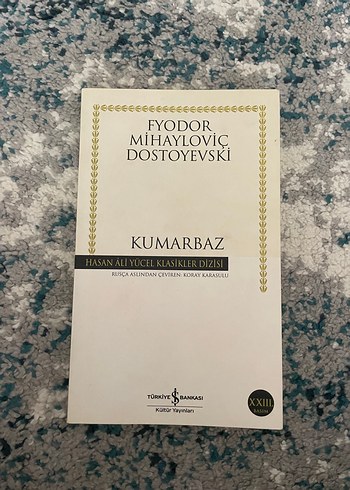 FYODOR
MİHAYLOVİÇ
DOSTOYEVSKİ
KUMARBAZ
HASAN ÂLİ YÜCEL KLASİKLER DİZİSİ
RUSÇA ASLINDAN ÇEVİREN: KORAY KARASULU
TÜRKİYE İŞ BANKASI
Kültür Yayınları
XXIII.
BASIM